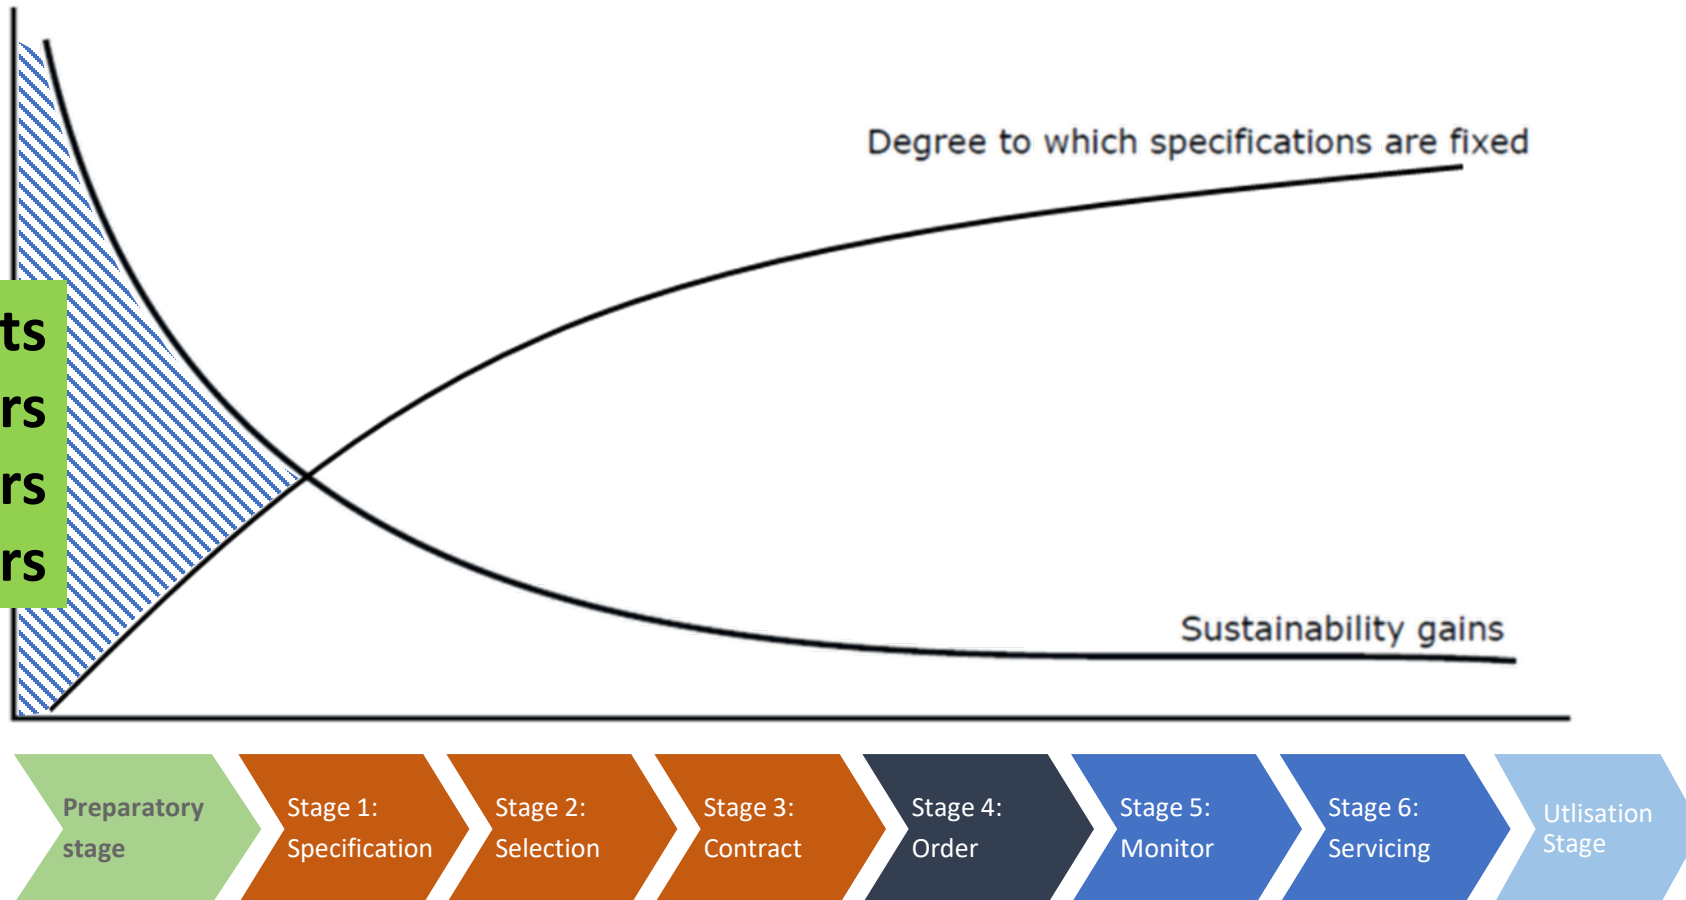 Degree to which specifications are fixed
ts
rs
rs
rs
Sustainability gains
Preparatory
stage
Stage 1:
Specification
Stage 2:
Selection
Stage 3:
Contract
Stage 4:
Order
Stage 5:
Monitor
Stage 6:
Servicing
Utlisation
Stage